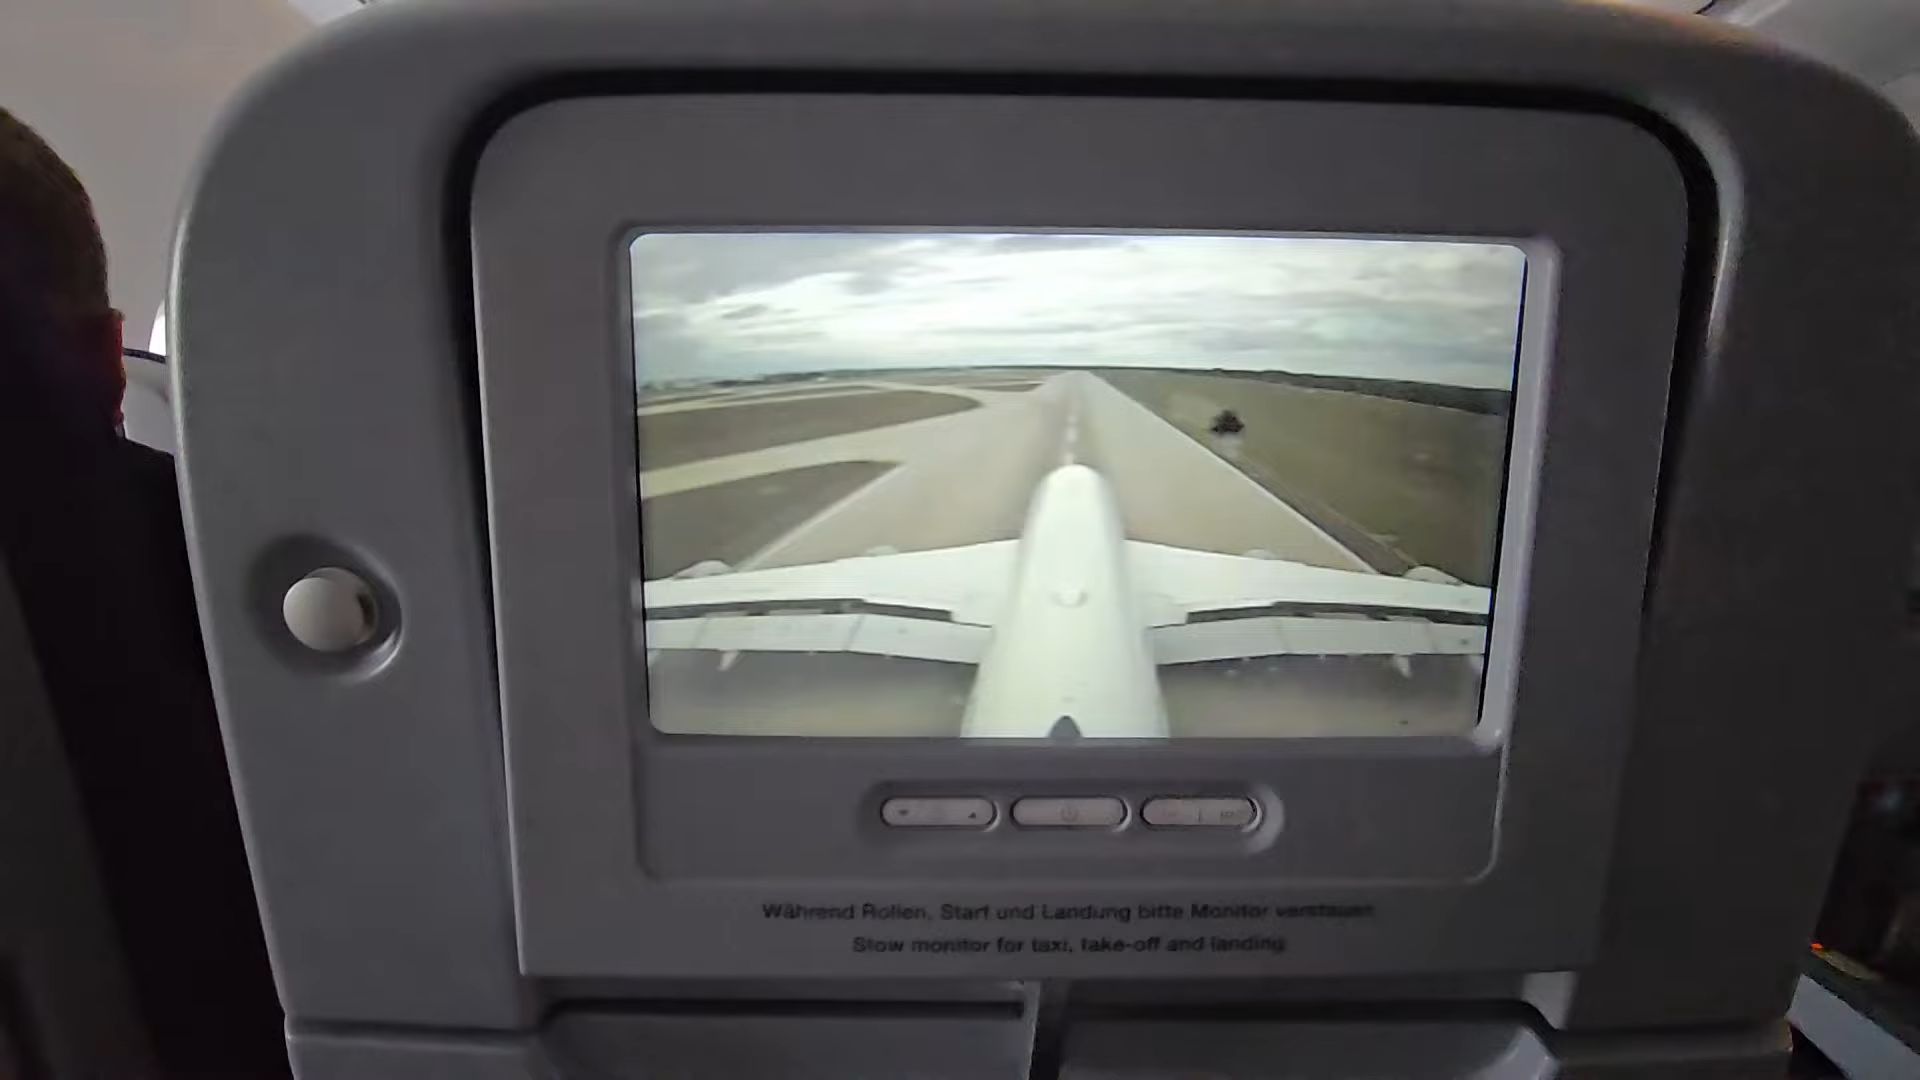 Während Rollen, Start und Landung bitte Monitor verstauen
Stow monitor for taxi, take-off and landing